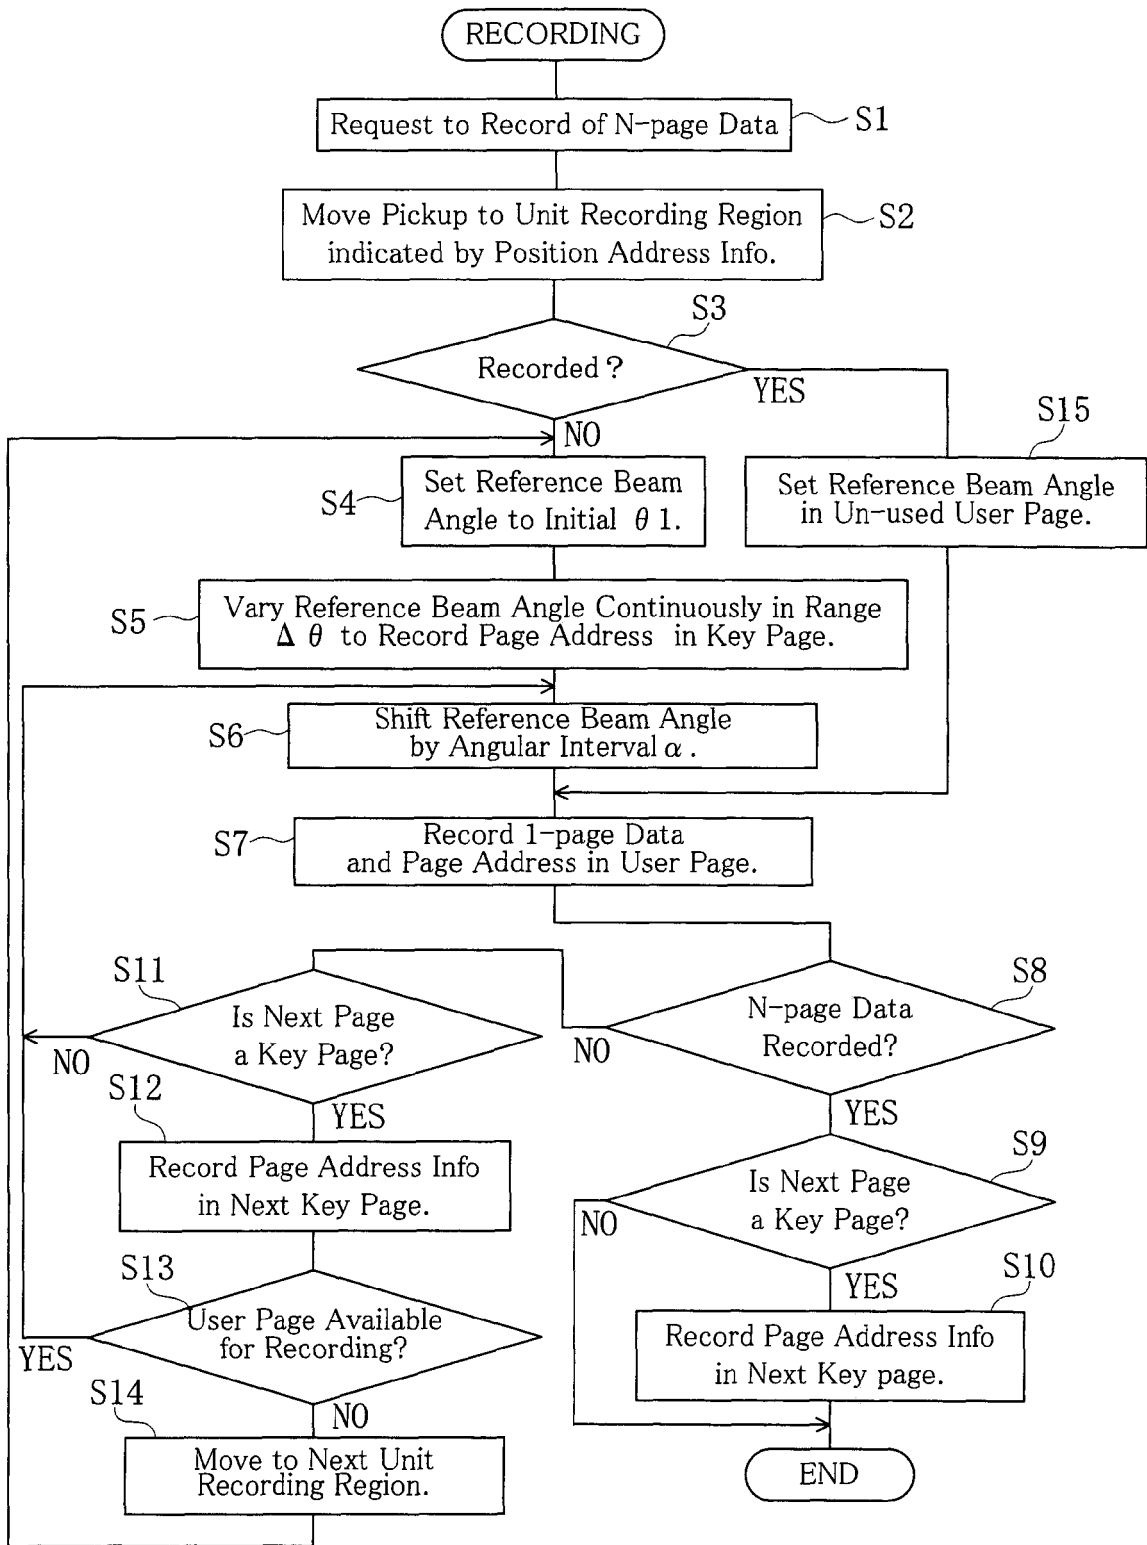 RECORDING
Request to Record of N-page Data
S1
Move Pickup to Unit Recording Region
indicated by Position Address Info.
S2
S3
Recorded?
YES
NO
S15
Set Reference Beam Angle
in Un-used User Page.
S4
Set Reference Beam
Angle to Initial θ 1.
S5
Vary Reference Beam Angle Continuously in Range
Δ θ to Record Page Address in Key Page.
S6
Shift Reference Beam Angle
by Angular Interval α.
S7
Record 1-page Data
and Page Address in User Page.
S8
N-page Data
Recorded?
NO
YES
S11
Is Next Page
a Key Page?
NO
YES
S12
Record Page Address Info
in Next Key Page.
S9
Is Next Page
a Key Page?
NO
YES
S13
User Page Available
for Recording?
YES
NO
S10
Record Page Address Info
in Next Key page.
S14
Move to Next Unit
Recording Region.
END